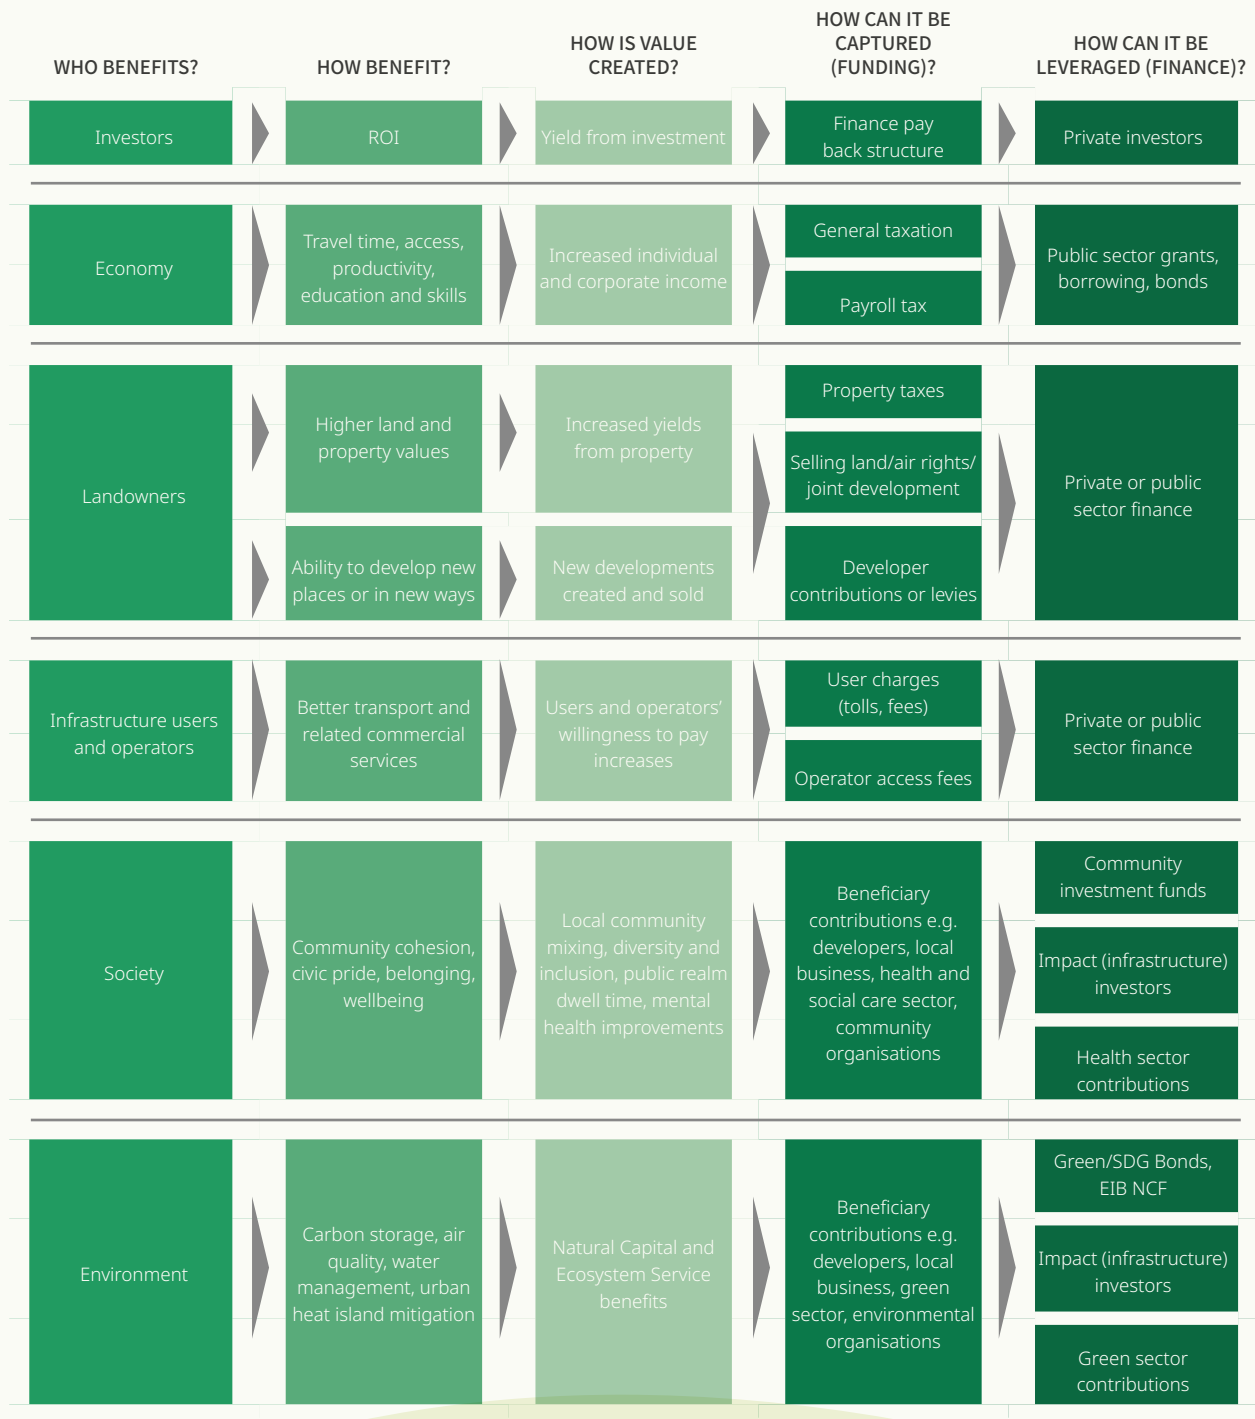 WHO BENEFITS?
HOW BENEFIT?
HOW IS VALUE
CREATED?
HOW CAN IT BE
CAPTURED
(FUNDING)?
HOW CAN IT BE
LEVERAGED (FINANCE)?
Investors
ROI
Yield from investment
Finance pay
back structure
Private investors
Economy
Travel time, access,
productivity,
education and skills
Increased individual
and corporate income
General taxation
Payroll tax
Public sector grants,
borrowing, bonds
Landowners
Higher land and
property values
Increased yields
from property
Ability to develop new
places or in new ways
New developments
created and sold
Property taxes
Selling land/air rights/
joint development
Developer
contributions or levies
Private or public
sector finance
Infrastructure users
and operators
Better transport and
related commercial
services
Users and operators’
willingness to pay
increases
User charges
(tolls, fees)
Operator access fees
Private or public
sector finance
Society
Community cohesion,
civic pride, belonging,
wellbeing
Local community
mixing, diversity and
inclusion, public realm
dwell time, mental
health improvements
Beneficiary
contributions e.g.
developers, local
business, health and
social care sector,
community
organisations
Community
investment funds
Impact (infrastructure)
investors
Health sector
contributions
Environment
Carbon storage, air
quality, water
management, urban
heat island mitigation
Natural Capital and
Ecosystem Service
benefits
Beneficiary
contributions e.g.
developers, local
business, green
sector, environmental
organisations
Green/SDG Bonds,
EIB NCF
Impact (infrastructure)
investors
Green sector
contributions